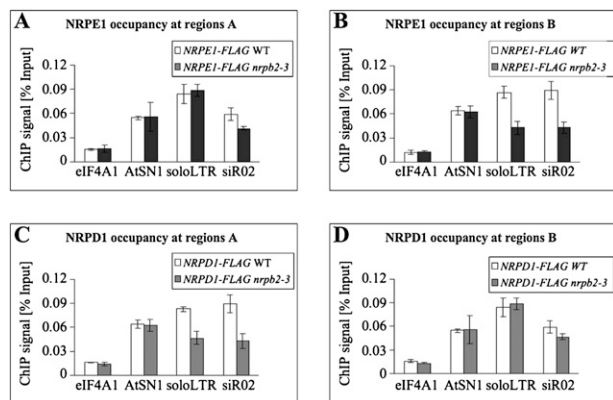 A
NRPE1 occupancy at regions A
NRPE1-FLAG WT
NRPE1-FLAG nrpb2-3
ChIP signal [% Input]
0.12
0.09
0.06
0.03
0
eIF4A1 AtSN1 soloLTR siR02
B
NRPE1 occupancy at regions B
NRPE1-FLAG WT
NRPE1-FLAG nrpb2-3
ChIP signal [% Input]
0.12
0.09
0.06
0.03
0
eIF4A1 AtSN1 soloLTR siR02
C
NRPD1 occupancy at regions A
NRPD1-FLAG WT
NRPD1-FLAG nrpb2-3
ChIP signal [% Input]
0.12
0.09
0.06
0.03
0
eIF4A1 AtSN1 soloLTR siR02
D
NRPD1 occupancy at regions B
NRPD1-FLAG WT
NRPD1-FLAG nrpb2-3
ChIP signal [% Input]
0.12
0.09
0.06
0.03
0
eIF4A1 AtSN1 soloLTR siR02